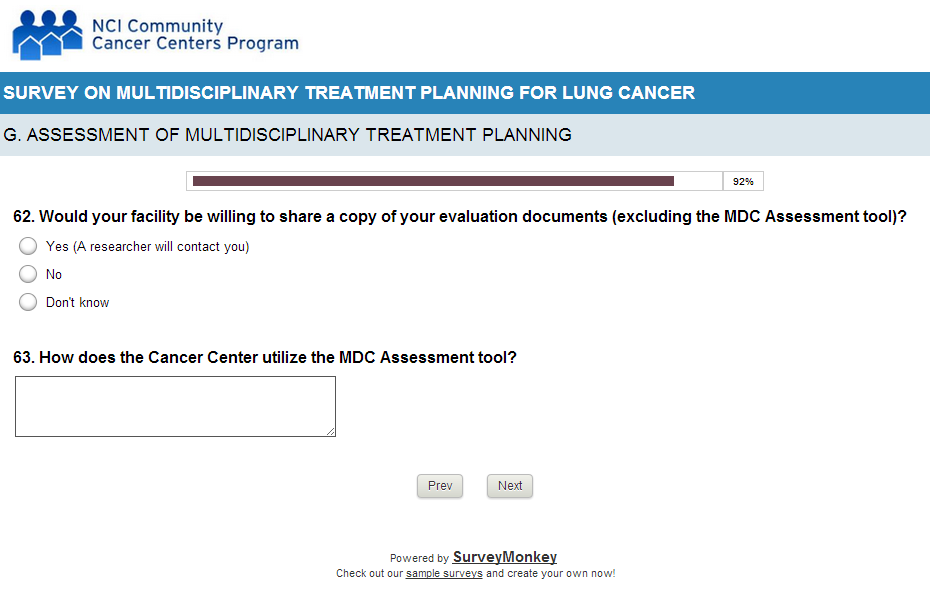 NCI Community
Cancer Centers Program
SURVEY ON MULTIDISCIPLINARY TREATMENT PLANNING FOR LUNG CANCER
G. ASSESSMENT OF MULTIDISCIPLINARY TREATMENT PLANNING
92%
62. Would your facility be willing to share a copy of your evaluation documents (excluding the MDC Assessment tool)?
Yes (A researcher will contact you)
No
Don't know
63. How does the Cancer Center utilize the MDC Assessment tool?
Prev Next
Powered by SurveyMonkey
Check out our sample surveys and create your own now!